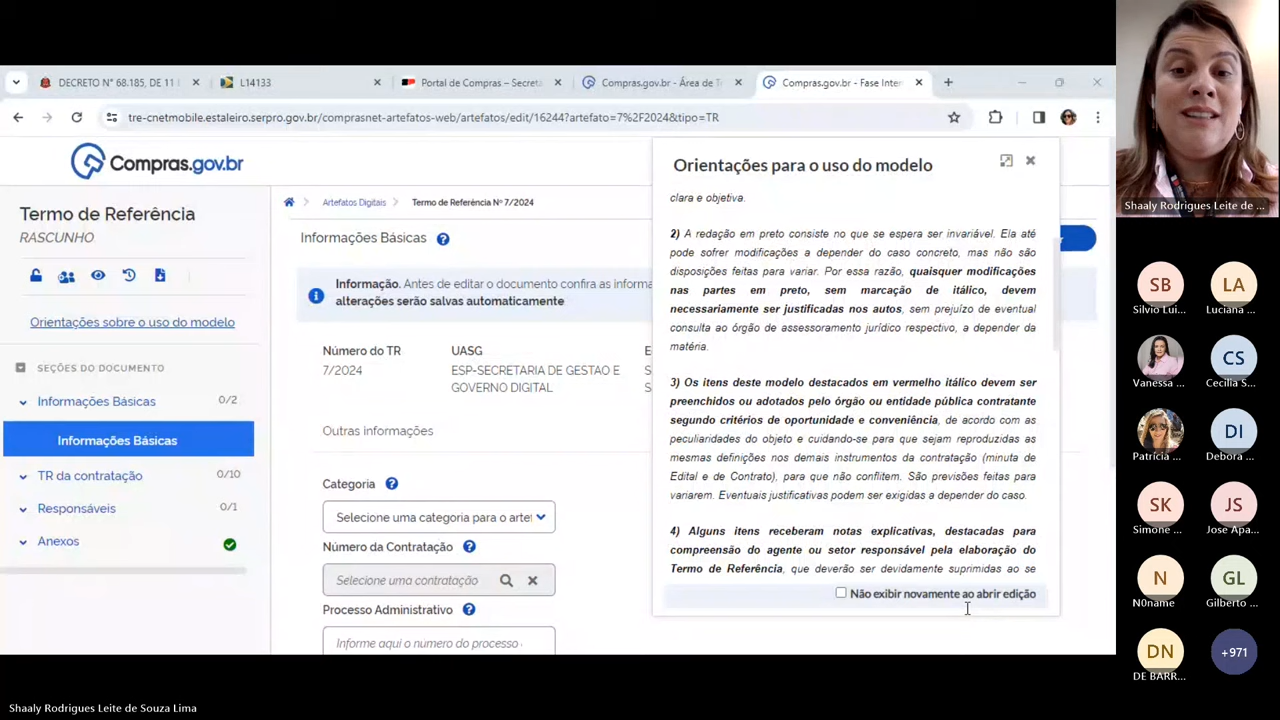 DECRETO N° 68.185, DE 11
L14133
Portal de Compras – Secreta
Compras.gov.br - Área de T
Compras.gov.br - Fase Inter
tre-cnetmobile.estaleiro.serpro.gov.br/comprasnet-artefatos-web/artefatos/edit/16244?artefato=7%2F2024&tipo=TR
Compras.gov.br
Termo de Referência
RASCUNHO
Orientações sobre o uso do modelo
SEÇÕES DO DOCUMENTO
Informações Básicas 0/2
Informações Básicas
TR da contratação 0/10
Responsáveis 0/1
Anexos
Artefatos Digitais
Termo de Referência Nº 7/2024
Informações Básicas
Informação. Antes de editar o documento confira as informa
alterações serão salvas automaticamente
Número do TR
7/2024
UASG
ESP-SECRETARIA DE GESTAO E
GOVERNO DIGITAL
Outras informações
Categoria
Selecione uma categoria para o arte
Número da Contratação
Selecione uma contratação
Processo Administrativo
Informe aqui o numero do processo
Orientações para o uso do modelo
clara e objetiva.
2) A redação em preto consiste no que se espera ser invariável. Ela até
pode sofrer modificações a depender do caso concreto, mas não são
disposições feitas para variar. Por essa razão, quaisquer modificações
nas partes em preto, sem marcação de itálico, devem
necessariamente ser justificadas nos autos, sem prejuízo de eventual
consulta ao órgão de assessoramento jurídico respectivo, a depender da
matéria.
3) Os itens deste modelo destacados em vermelho itálico devem ser
preenchidos ou adotados pelo órgão ou entidade pública contratante
segundo critérios de oportunidade e conveniência, de acordo com as
peculiaridades do objeto e cuidando-se para que sejam reproduzidas as
mesmas definições nos demais instrumentos da contratação (minuta de
Edital e de Contrato), para que não conflitem. São previsões feitas para
variarem. Eventuais justificativas podem ser exigidas a depender do caso.
4) Alguns itens receberam notas explicativas, destacadas para
compreensão do agente ou setor responsável pela elaboração do
Termo de Referência, que deverão ser devidamente suprimidas ao se
Não exibir novamente ao abrir edição
Shaaly Rodrigues Leite de ...
SB
Silvio Lui...
LA
Luciana ...
Vanessa ...
CS
Cecilia S...
Patrícia ...
DI
Debora ...
SK
Simone ...
JS
Jose Apa...
N
N0name
GL
Gilberto ...
DN
DE BARR...
+971
Shaaly Rodrigues Leite de Souza Lima